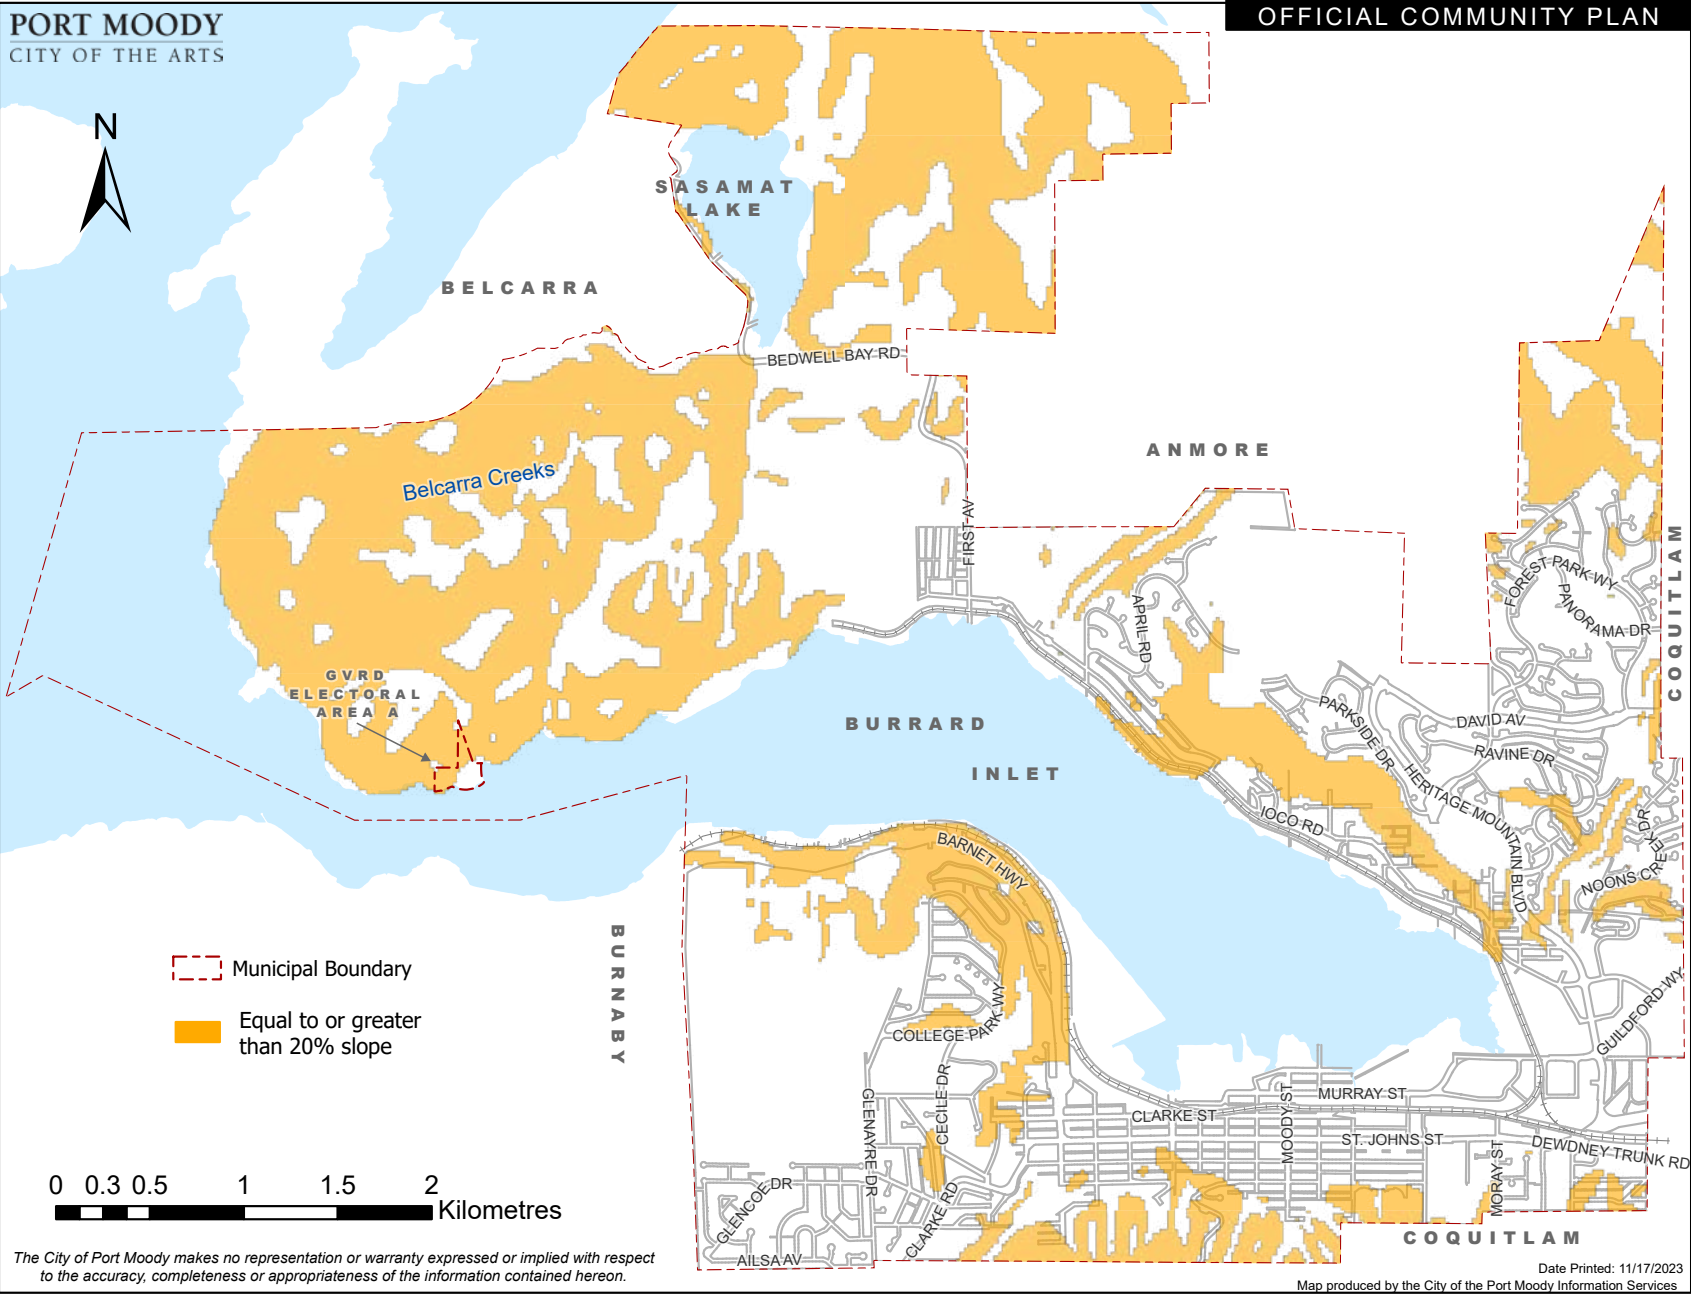 PORT MOODY
CITY OF THE ARTS
OFFICIAL COMMUNITY PLAN
N
SASAMAT
LAKE
BELCARRA
BEDWELL BAY RD
ANMORE
Belcarra Creeks
FIRST AV
COQUITLAM
FOREST PARK WY
PANORAMA DR
APRIL RD
GVRD
ELECTORAL
AREA A
BURRARD
INLET
PARKSIDE DR
DAVID AV
RAVINE DR
HERITAGE MOUNTAIN BLVD
IOCO RD
NOONS CREEK DR
BARNET HWY
BURNABY
Municipal Boundary
Equal to or greater
than 20% slope
COLLEGE PARK WY
GUILDFORD WY
GLENAYRE DR
CECILE DR
CLARKE ST
MOODY ST
MURRAY ST
ST. JOHNS ST
MORAY ST
DEWDNEY TRUNK RD
GLENCOE DR
CLARKE RD
AILSA AV
COQUITLAM
0 0.3 0.5 1 1.5 2
Kilometres
The City of Port Moody makes no representation or warranty expressed or implied with respect
to the accuracy, completeness or appropriateness of the information contained hereon.
Date Printed: 11/17/2023
Map produced by the City of the Port Moody Information Services